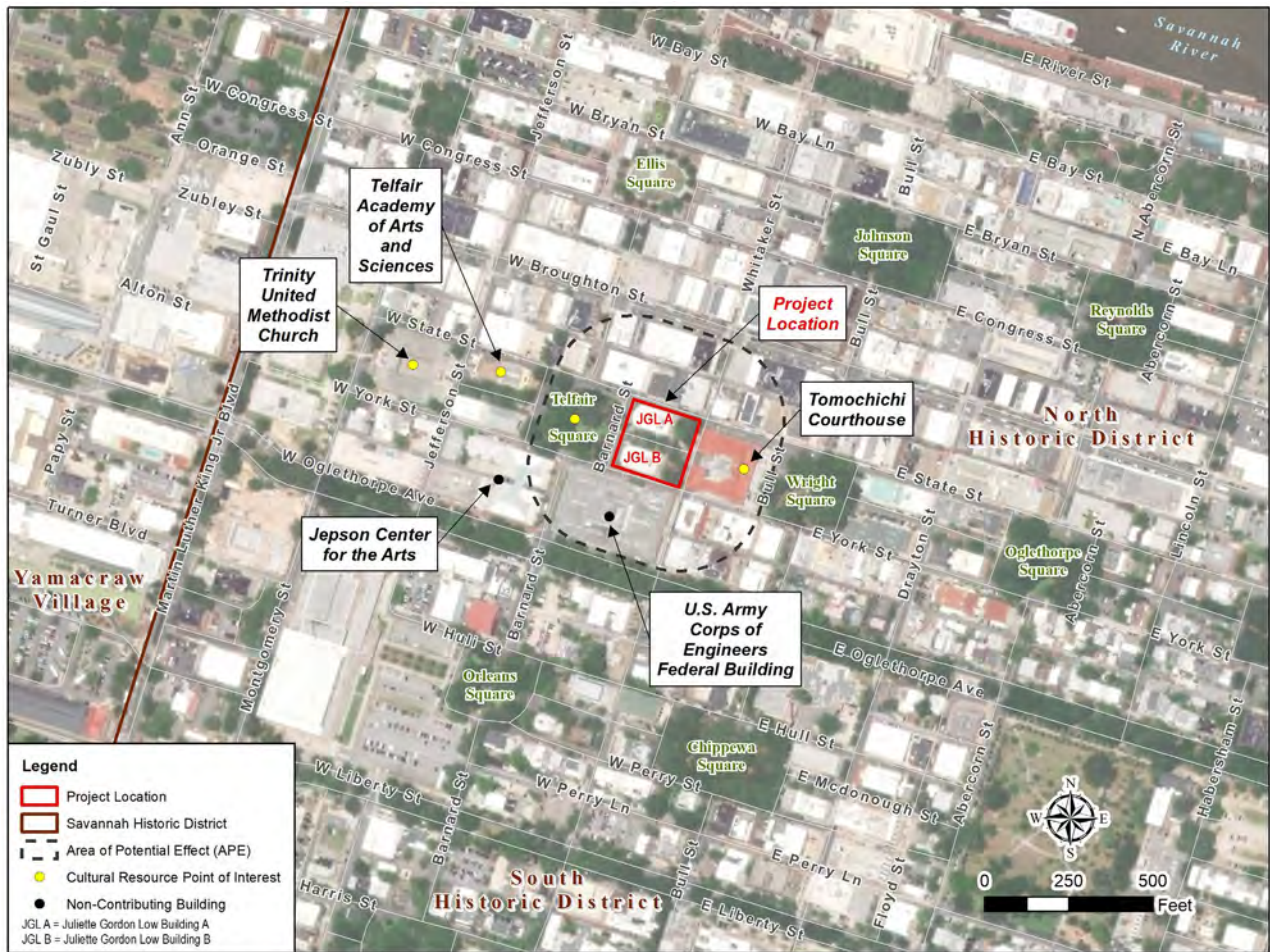 Savannah
River
W Bay St
E River St
Ann St
W Congress St
Jefferson St
W Bryan St
W Bay Ln
Orange St
W Congress St
Ellis
Square
Bull St
E Bay St
N Abercorn St
Zubly St
Zubley St
St Gaul St
Telfair
Academy
of Arts
and
Sciences
Whitaker St
Johnson
Square
E Bryan St
E Bay Ln
W Broughton St
Trinity
United
Methodist
Church
Alton St
Project
Location
Bull St
E Congress St
Reynolds
Square
Abercorn St
W State St
W York St
Telfair
Square
Barnard St
JGL A
JGL B
Tomochichi
Courthouse
North
Historic District
Papy St
Martin Luther King Jr Blvd
Jefferson St
W Oglethorpe Ave
Bull St
Wright
Square
E State St
Turner Blvd
Jepson Center
for the Arts
E York St
Drayton St
Oglethorpe
Square
Abercorn St
Lincoln St
Yamacraw
Village
Montgomery St
Barnard St
W Hull St
U.S. Army
Corps of
Engineers
Federal Building
E York St
E Oglethorpe Ave
Orleans
Square
E Hull St
Chippewa
Square
Abercorn St
Habersham St
W Liberty St
W Perry St
W Perry Ln
E Mcdonough St
Barnard St
Bull St
E Perry Ln
Harris St
South
Historic District
Floyd St
E Liberty St
N
W E
S
0 250 500
Feet
Legend
Project Location
Savannah Historic District
Area of Potential Effect (APE)
Cultural Resource Point of Interest
Non-Contributing Building
JGL A = Juliette Gordon Low Building A
JGL B = Juliette Gordon Low Building B